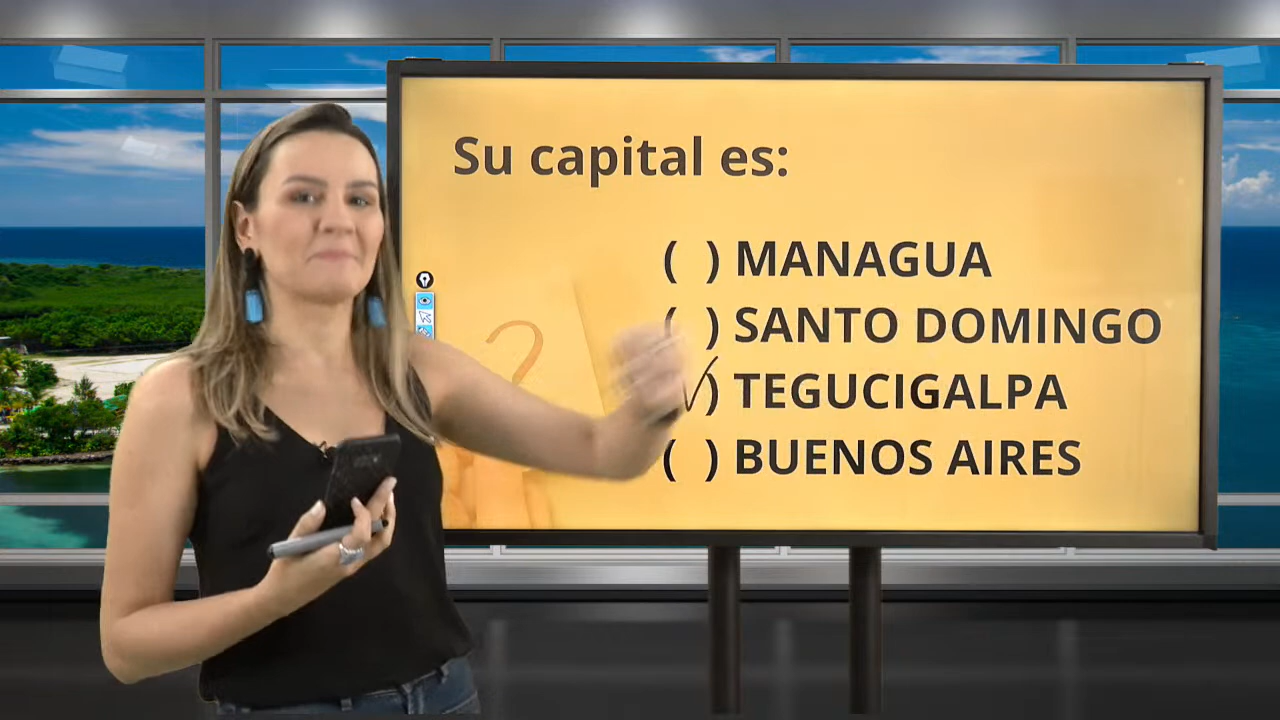 Su capital es:
( ) MANAGUA
( ) SANTO DOMINGO
(√) TEGUCIGALPA
( ) BUENOS AIRES